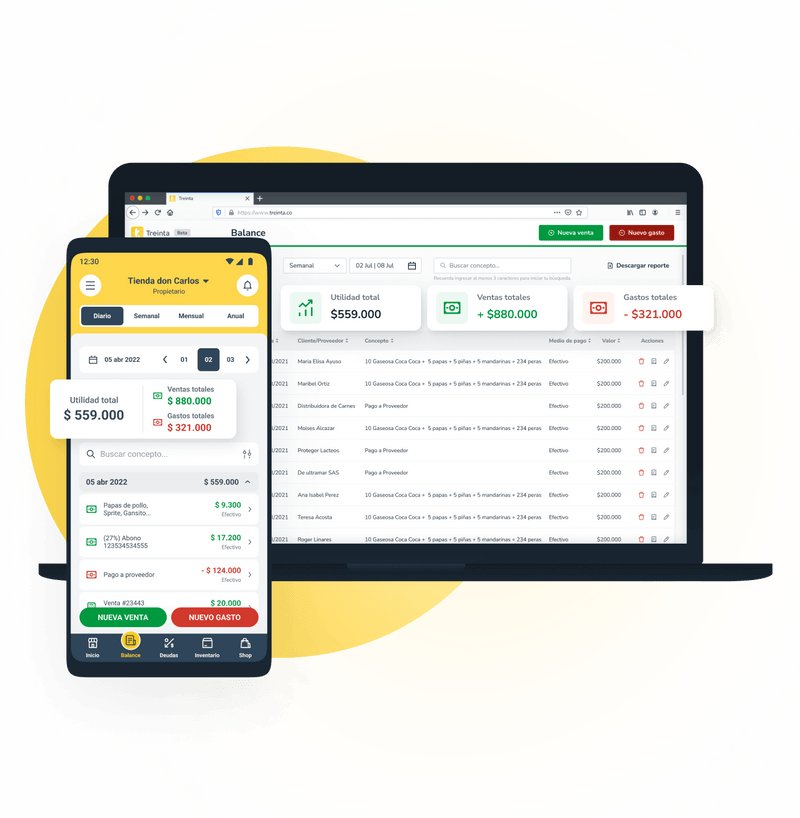 Treinta
https://www.treinta.co
Treinta Beta
Balance
Nueva venta
Nuevo gasto
Semanal
02 Jul | 08 Jul
Buscar concepto...
Descargar reporte
Recuerda ingresar al menos 3 caracteres para iniciar tu búsqueda.
Utilidad total
$559.000
Ventas totales
+ $880.000
Gastos totales
- $321.000
Cliente/Proveedor Concepto Medio de pago Valor Acciones
/2021 Maria Elisa Ayuso 10 Gaseosa Coca Coca + 5 papas + 5 piñas + 5 mandarinas + 234 peras Efectivo $200.000
/2021 Maribel Ortiz 10 Gaseosa Coca Coca + 5 papas + 5 piñas + 5 mandarinas + 234 peras Efectivo $200.000
/2021 Distribuidora de Carnes Pago a Proveedor Efectivo $200.000
/2021 Moises Alcazar 10 Gaseosa Coca Coca + 5 papas + 5 piñas + 5 mandarinas + 234 peras Efectivo $200.000
/2021 Proteger Lacteos Pago a Proveedor Efectivo $200.000
/2021 De ultramar SAS Pago a Proveedor Efectivo $200.000
/2021 Ana Isabel Perez 10 Gaseosa Coca Coca + 5 papas + 5 piñas + 5 mandarinas + 234 peras Efectivo $200.000
/2021 Teresa Acosta 10 Gaseosa Coca Coca + 5 papas + 5 piñas + 5 mandarinas + 234 peras Efectivo $200.000
/2021 Roger Linares 10 Gaseosa Coca Coca + 5 papas + 5 piñas + 5 mandarinas + 234 peras Efectivo $200.000
12:30
Tienda don Carlos
Propietario
Diario Semanal Mensual Anual
05 abr 2022 01 02 03
Utilidad total
$ 559.000
Ventas totales
$ 880.000
Gastos totales
$ 321.000
Buscar concepto...
05 abr 2022 $ 559.000
Papas de pollo, $ 9.300
Sprite, Gansito... Efectivo
(27%) Abono $ 17.200
123534534555 Efectivo
Pago a proveedor - $ 124.000
Efectivo
Venta #23443 $ 20.000
NUEVA VENTA NUEVO GASTO
Inicio Balance Deudas Inventario Shop